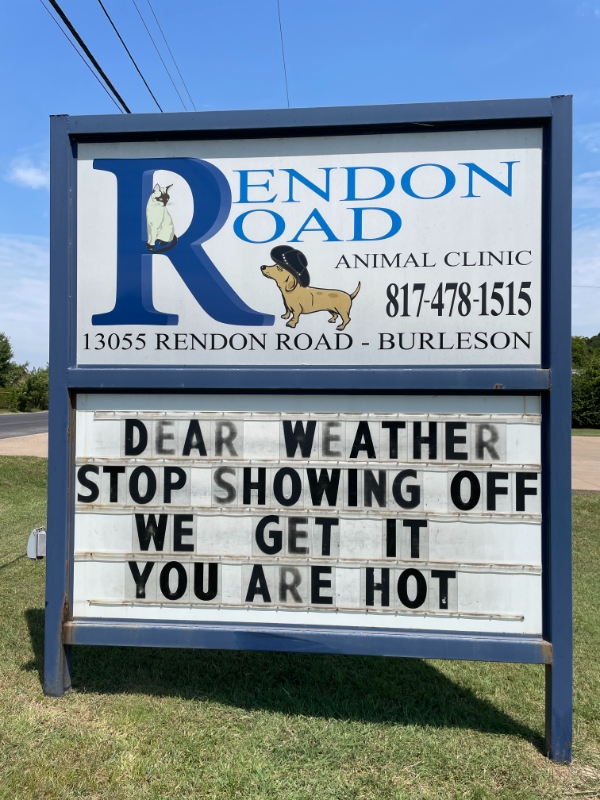 RENDON
ROAD
ANIMAL CLINIC
817-478-1515
13055 RENDON ROAD - BURLESON
DEAR WEATHER
STOP SHOWING OFF
WE GET IT
YOU ARE HOT